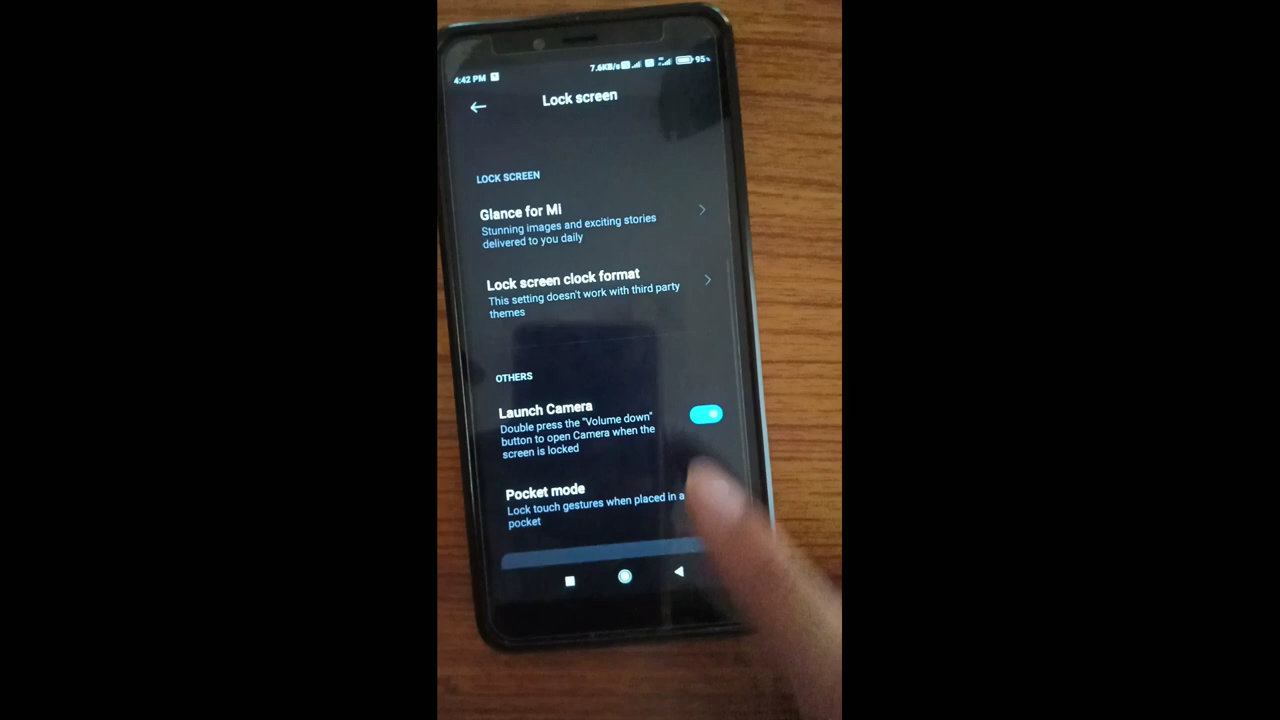 4:42 PM 7.6KB/s 95%
Lock screen
LOCK SCREEN
Glance for Mi
Stunning images and exciting stories
delivered to you daily
Lock screen clock format
This setting doesn't work with third party
themes
OTHERS
Launch Camera
Double press the "Volume down"
button to open Camera when the
screen is locked
Pocket mode
Lock touch gestures when placed in a
pocket